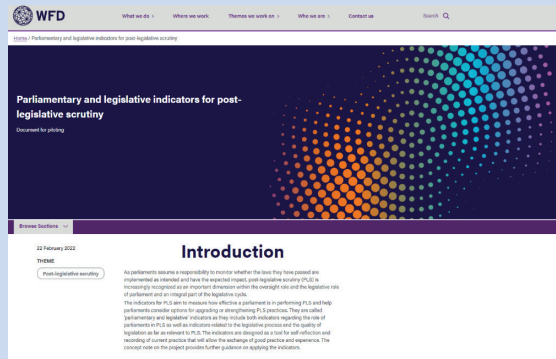 WFD
What we do >
Where we work
Themes we work on >
Who we are >
Contact us
Search
Home / Parliamentary and legislative indicators for post-legislative scrutiny
Parliamentary and legislative indicators for post-
legislative scrutiny
Document for piloting
Browse Sections
22 February 2022
THEME
Post-legislative scrutiny
Introduction
As parliaments assume a responsibility to monitor whether the laws they have passed are
implemented as intended and have the expected impact, post-legislative scrutiny (PLS) is
increasingly recognised as an important dimension within the oversight role and the legislative role
of parliament and an integral part of the legislative cycle.
The indicators for PLS aim to measure how effective a parliament is in performing PLS and help
parliaments consider options for upgrading or strengthening PLS practices. They are called
'parliamentary and legislative' indicators as they include both indicators regarding the role of
parliaments in PLS as well as indicators related to the legislative process and the quality of
legislation as far as relevant to PLS. The indicators are designed as a tool for self-reflection and
recording of current practice that will allow the exchange of good practice and experience. The
concept note on the project provides further guidance on applying the indicators.